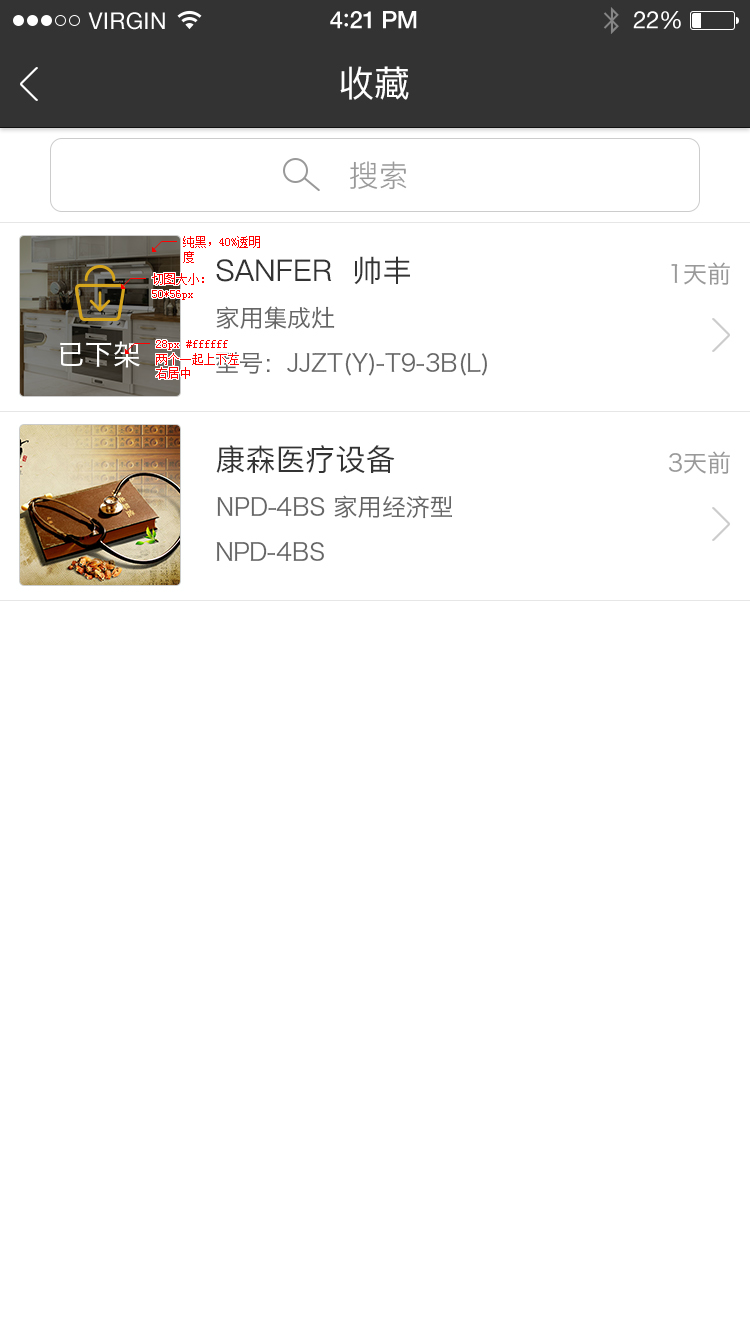 VIRGIN 4:21 PM 22%
收藏
搜索
纯黑，40%透明
度
切图大小：
50*56px
SANFER 帅丰
1天前
家用集成灶
28px #ffffff
两个一起上下左
右居中
已下架
型号：JJZT(Y)-T9-3B(L)
康森医疗设备
3天前
NPD-4BS 家用经济型
NPD-4BS